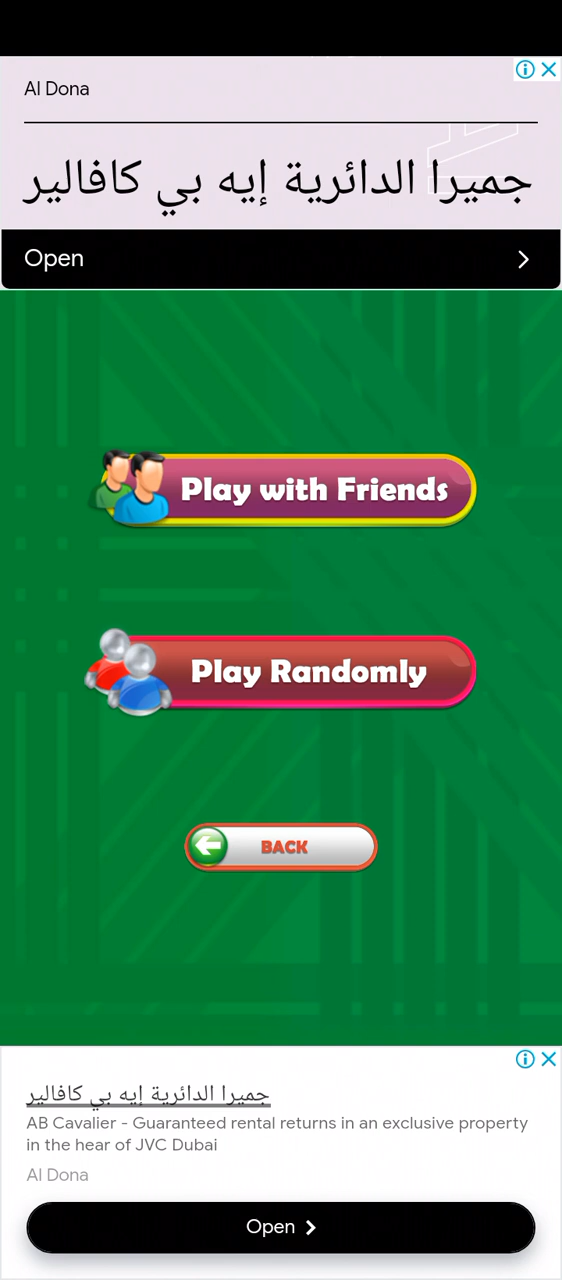 Al Dona
جميرا الدائرية إيه بي كافالير
Open
Play with Friends
Play Randomly
BACK
جميرا الدائرية إيه بي كافالير
AB Cavalier - Guaranteed rental returns in an exclusive property
in the hear of JVC Dubai
Al Dona
Open